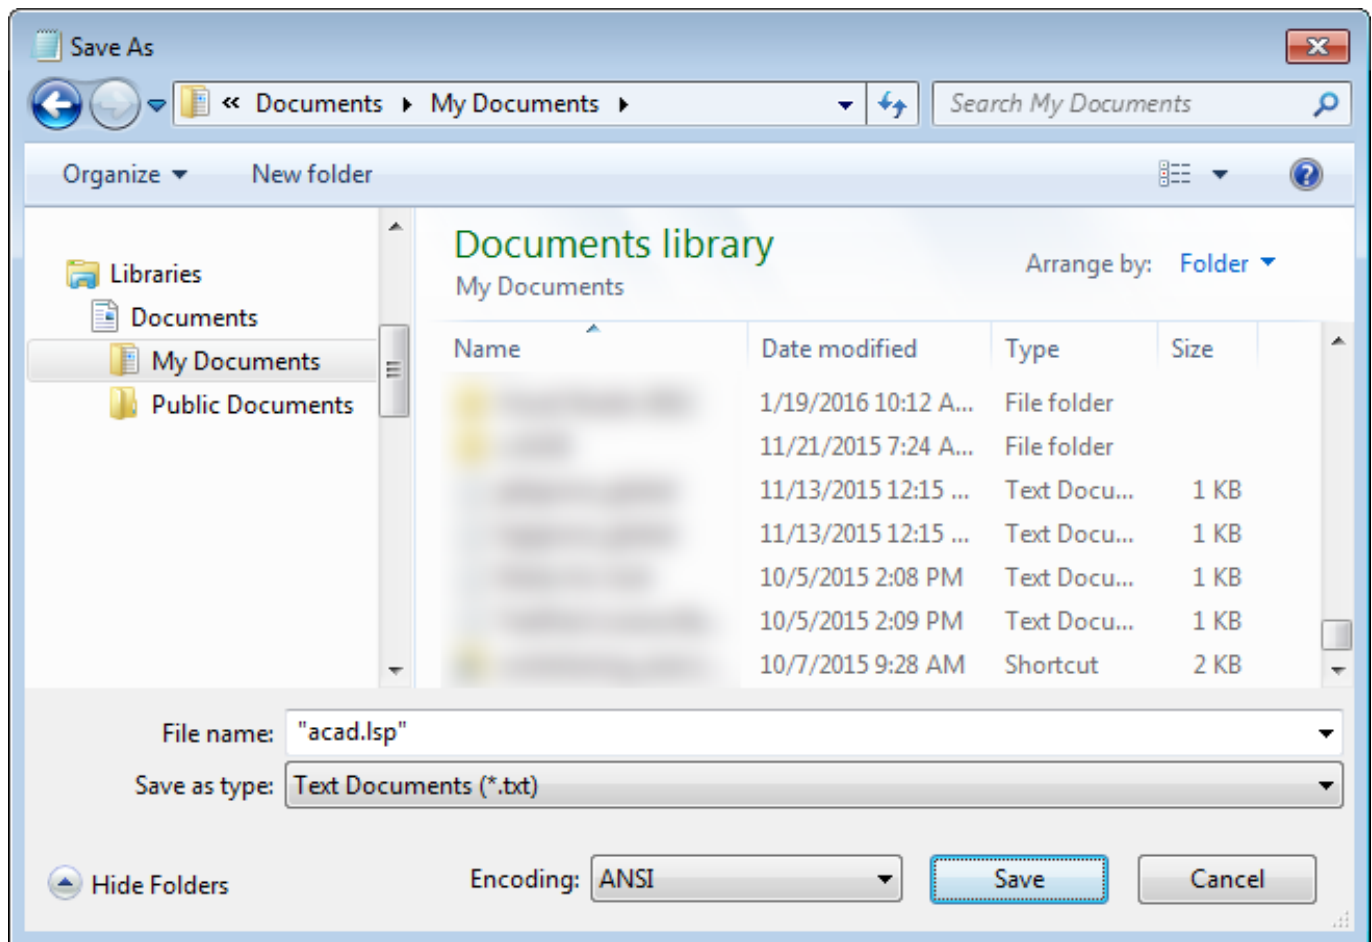 Save As
« Documents My Documents
Search My Documents
Organize
New folder
Libraries
Documents
My Documents
Public Documents
Documents library
My Documents
Arrange by: Folder
Name Date modified Type Size
1/19/2016 10:12 A... File folder
11/21/2015 7:24 A... File folder
11/13/2015 12:15 ... Text Docu... 1 KB
11/13/2015 12:15 ... Text Docu... 1 KB
10/5/2015 2:08 PM Text Docu... 1 KB
10/5/2015 2:09 PM Text Docu... 1 KB
10/7/2015 9:28 AM Shortcut 2 KB
File name: "acad.lsp"
Save as type: Text Documents (*.txt)
Hide Folders
Encoding: ANSI
Save
Cancel